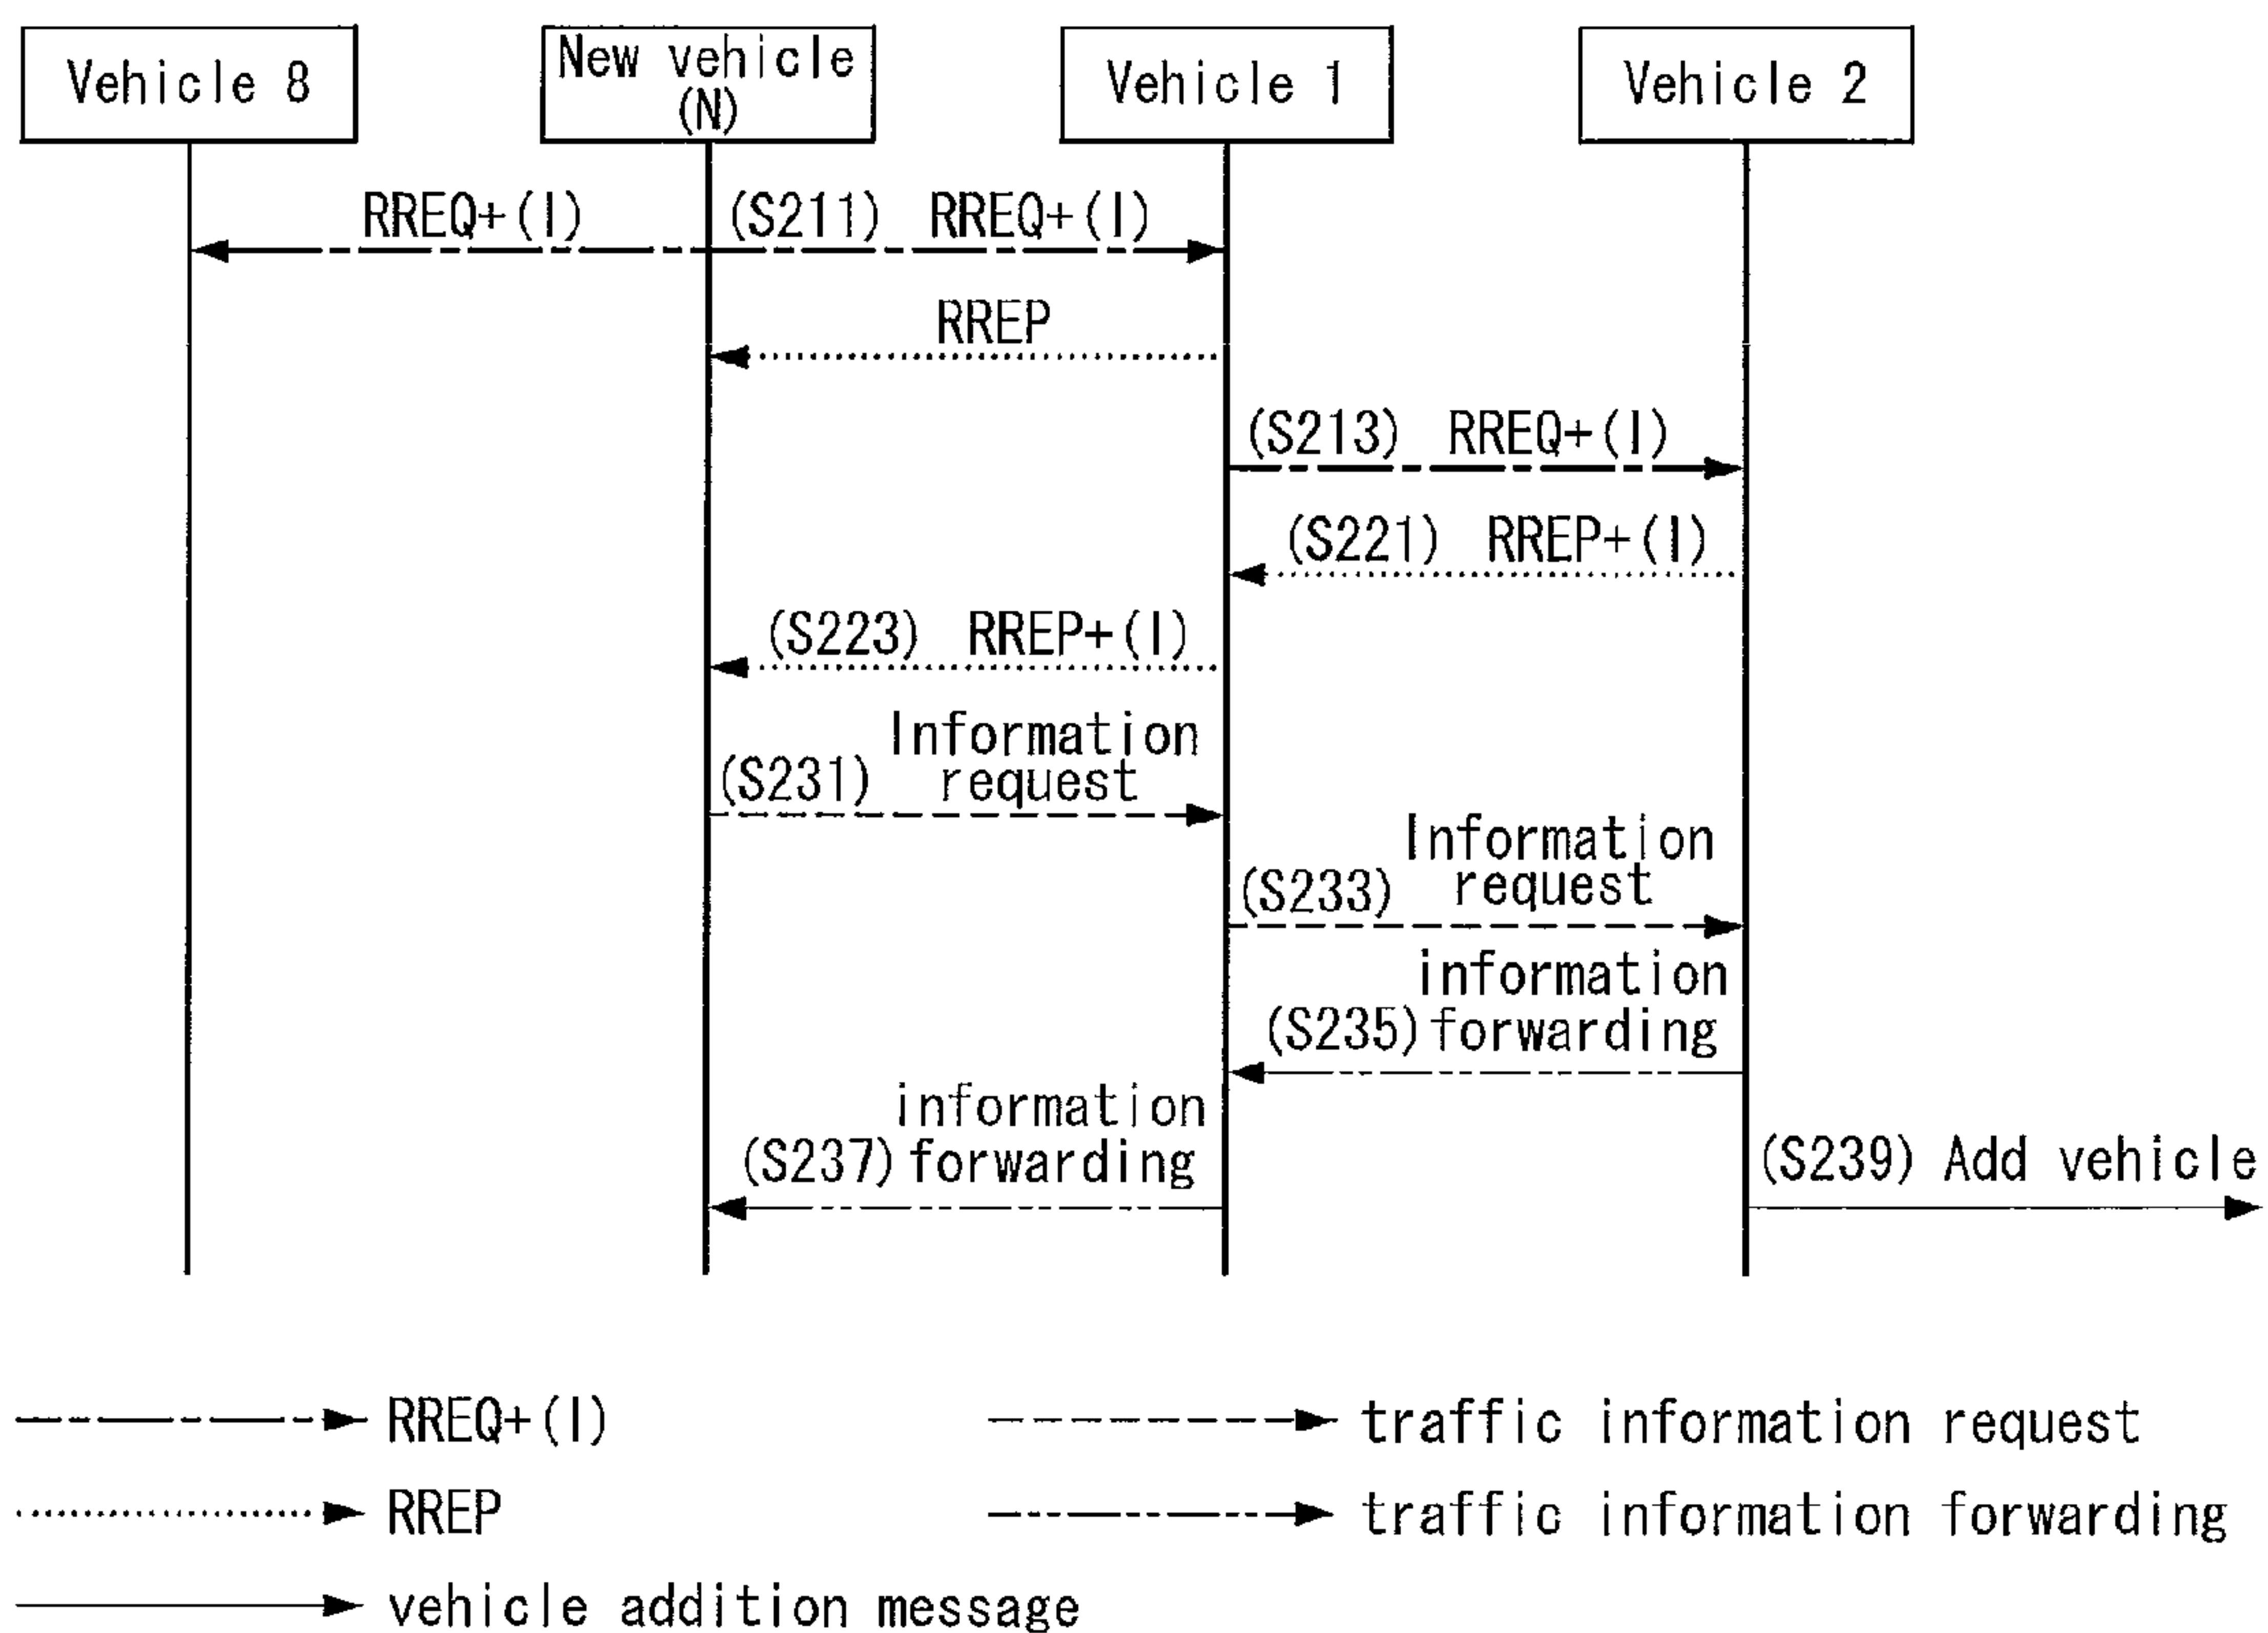 Vehicle 8
New vehicle
(N)
Vehicle 1
Vehicle 2
RREQ+(I)
(S211) RREQ+(I)
RREP
(S213) RREQ+(I)
(S221) RREP+(I)
(S223) RREP+(I)
Information
(S231) request
Information
(S233) request
information
(S235) forwarding
information
(S237) forwarding
(S239) Add vehicle
RREQ+(I)
traffic information request
RREP
traffic information forwarding
vehicle addition message